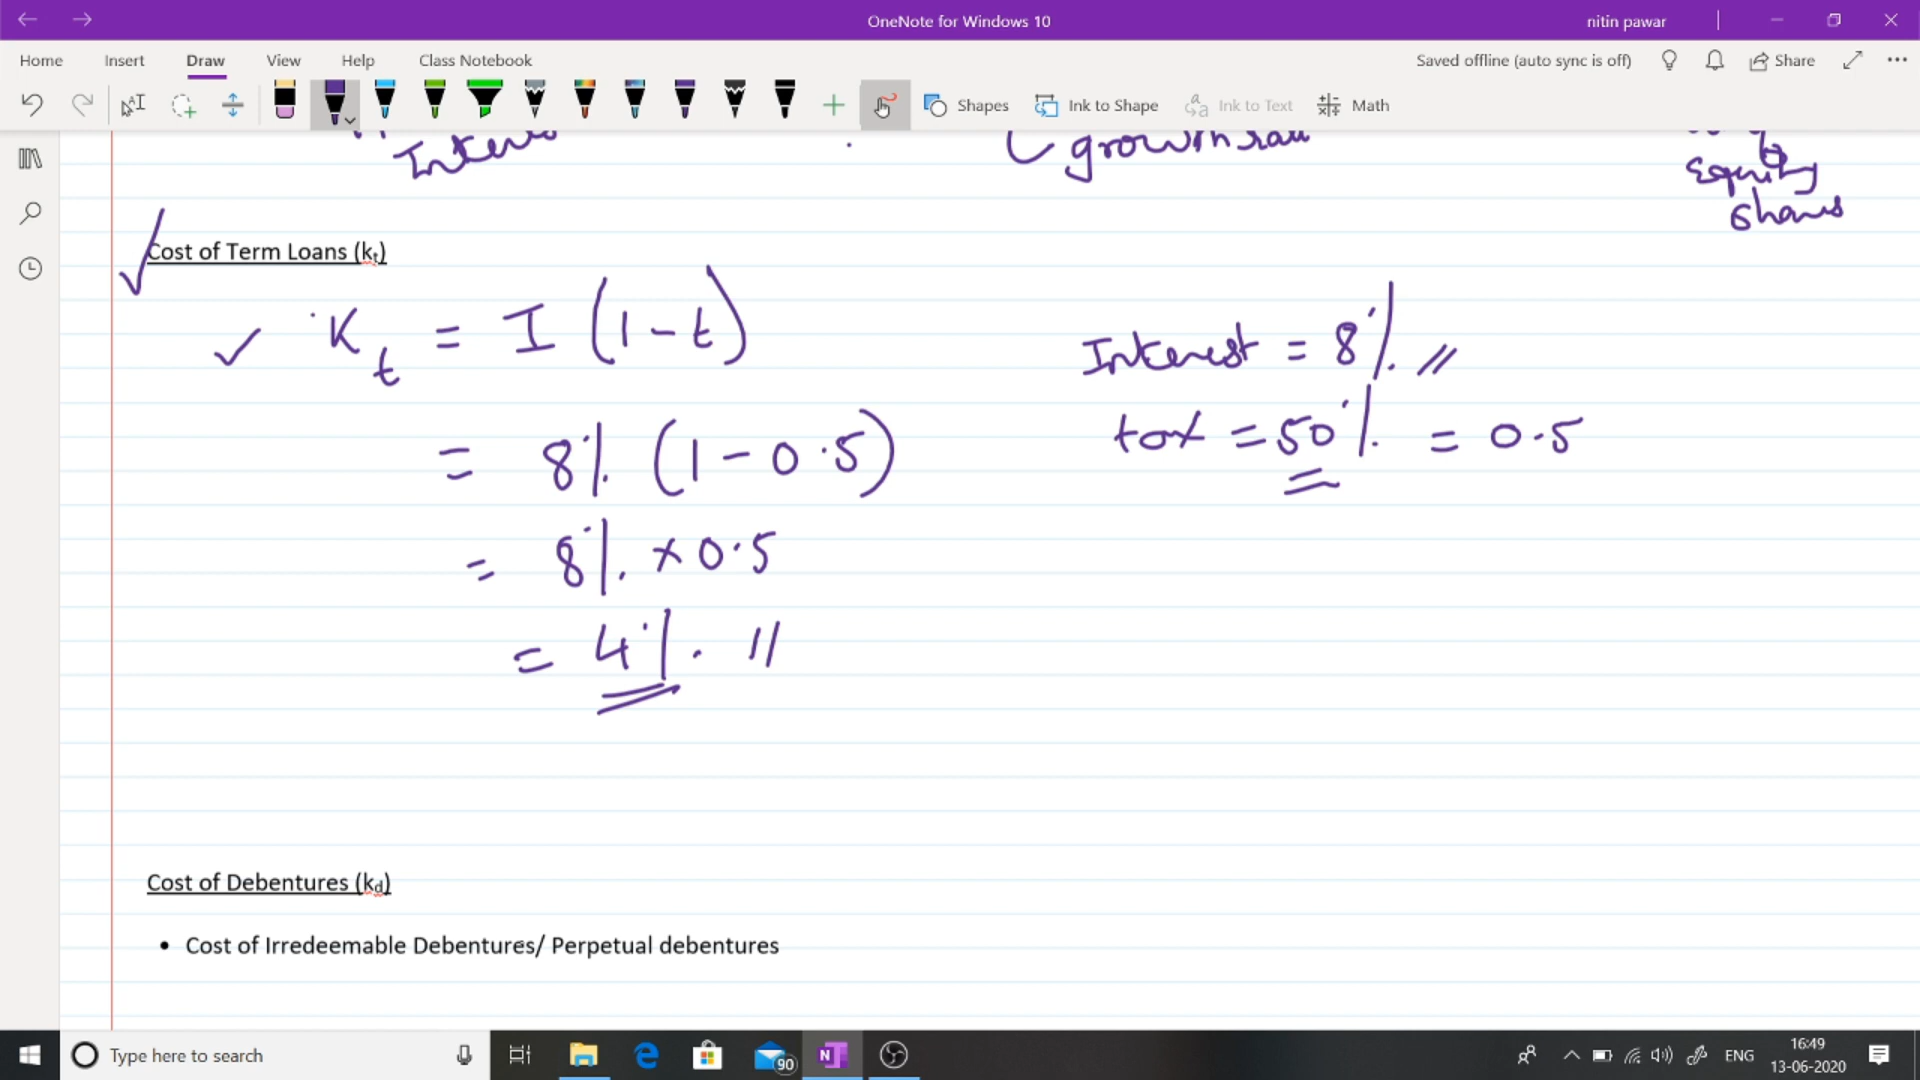 OneNote for Windows 10
nitin pawar
Home Insert Draw View Help Class Notebook
Saved offline (auto sync is off) Share
Shapes Ink to Shape Ink to Text Math
growth rate
equity
shares
Cost of Term Loans (kt)
Kt = I (1-t)
Interest = 8%
= 8% (1-0.5)
tax = 50% = 0.5
= 8% × 0.5
= 4%.
Cost of Debentures (kd)
• Cost of Irredeemable Debentures/ Perpetual debentures
Type here to search
90
ENG
16:49
13-06-2020